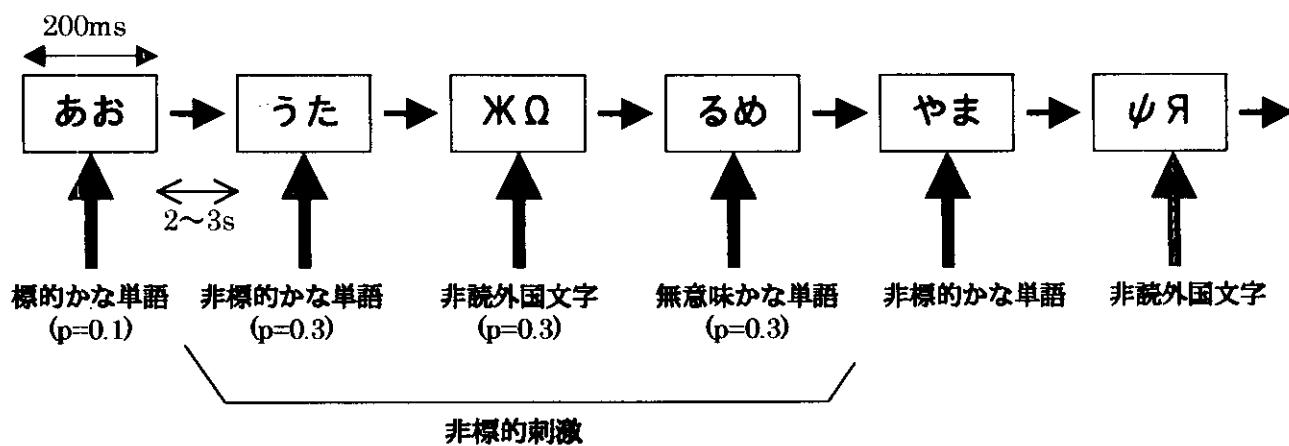 200ms
あお
うた
ЖΩ
るめ
やま
ψЯ
2〜3s
標的かな単語
(p=0.1)
非標的かな単語
(p=0.3)
非読外国文字
(p=0.3)
無意味かな単語
(p=0.3)
非標的かな単語
非読外国文字
非標的刺激